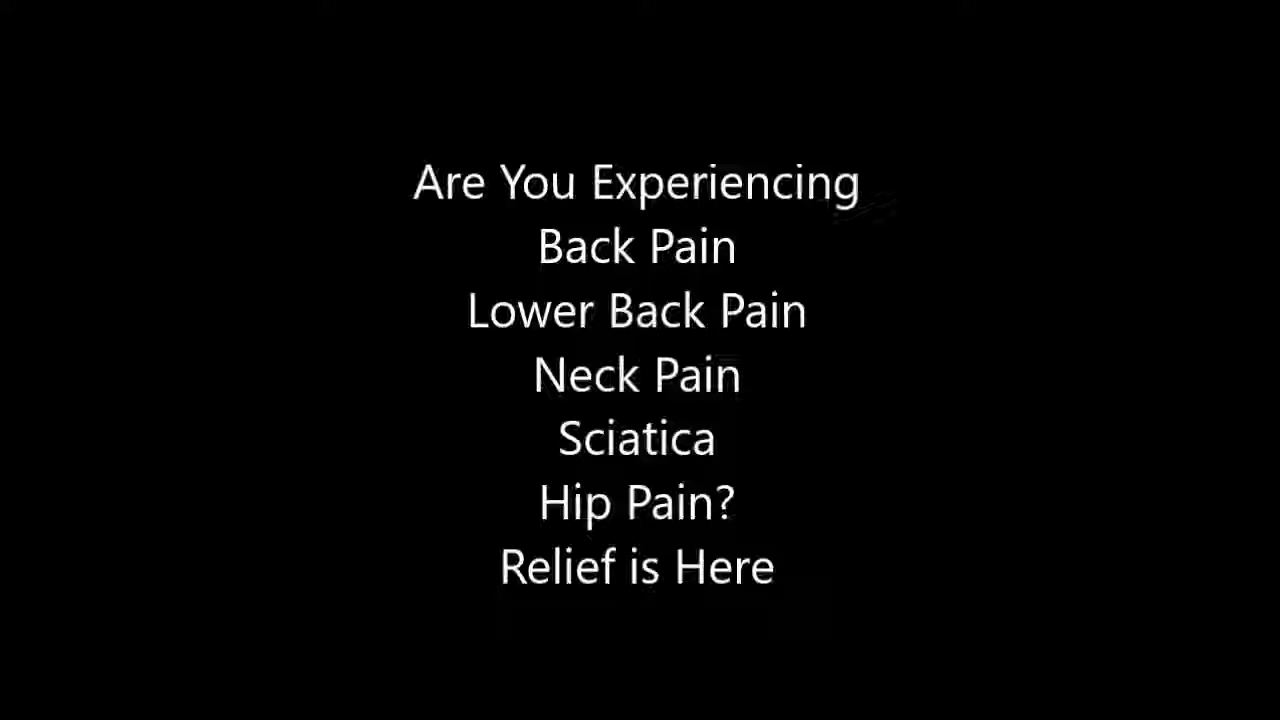 Are You Experiencing
Back Pain
Lower Back Pain
Neck Pain
Sciatica
Hip Pain?
Relief is Here